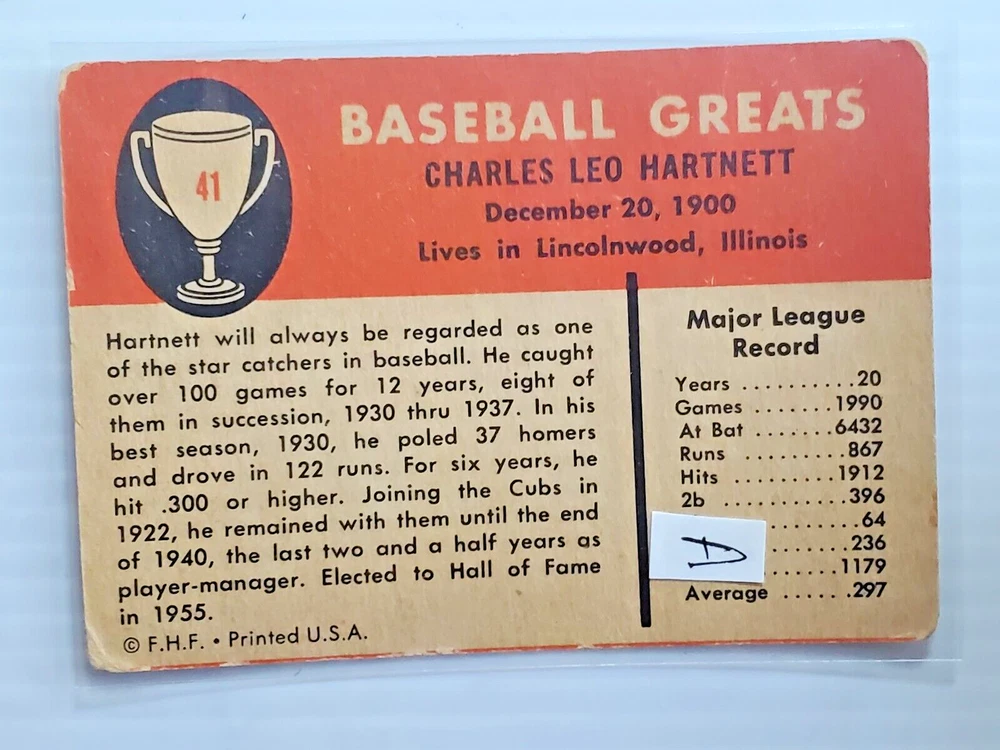 41
BASEBALL GREATS
CHARLES LEO HARTNETT
December 20, 1900
Lives in Lincolnwood, Illinois
Hartnett will always be regarded as one
of the star catchers in baseball. He caught
over 100 games for 12 years, eight of
them in succession, 1930 thru 1937. In his
best season, 1930, he poled 37 homers
and drove in 122 runs. For six years, he
hit .300 or higher. Joining the Cubs in
1922, he remained with them until the end
of 1940, the last two and a half years as
player-manager. Elected to Hall of Fame
in 1955.
© F.H.F. • Printed U.S.A.
Major League
Record
Years ..........20
Games .......1990
At Bat .......6432
Runs .........867
Hits .........1912
2b ..........396
........64
.......236
......1179
Average ......297
D